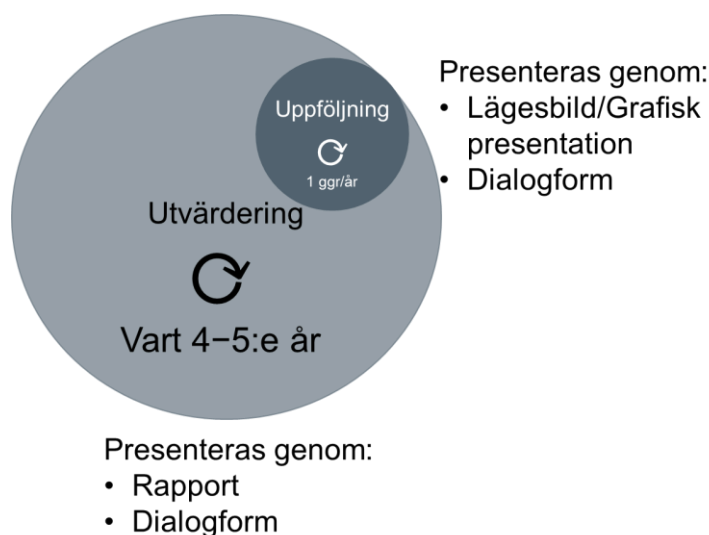 Uppföljning
1 ggr/år
Utvärdering
Vart 4–5:e år
Presenteras genom:
• Lägesbild/Grafisk
presentation
• Dialogform
Presenteras genom:
• Rapport
• Dialogform